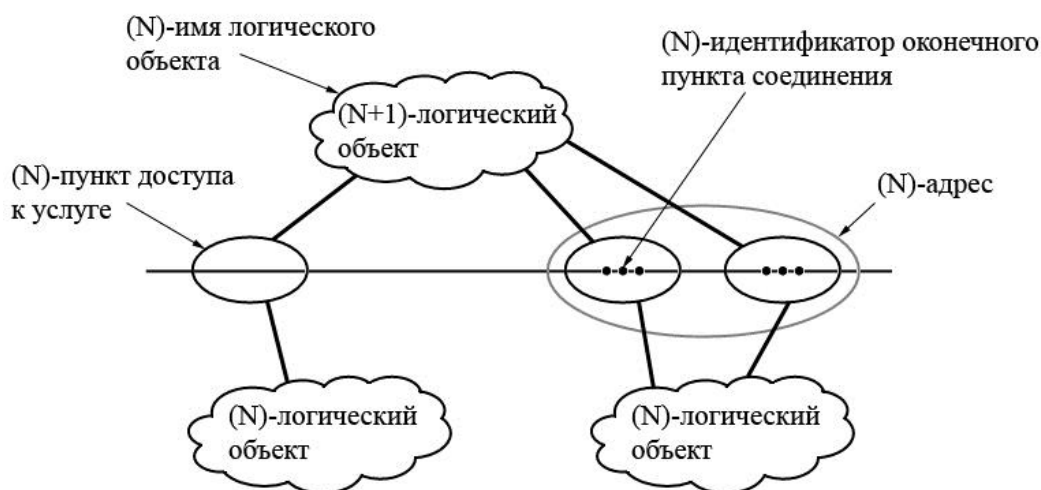 (N)-имя логического
объекта
(N)-идентификатор оконечного
пункта соединения
(N+1)-логический
объект
(N)-пункт доступа
к услуге
(N)-адрес
(N)-логический
объект
(N)-логический
объект